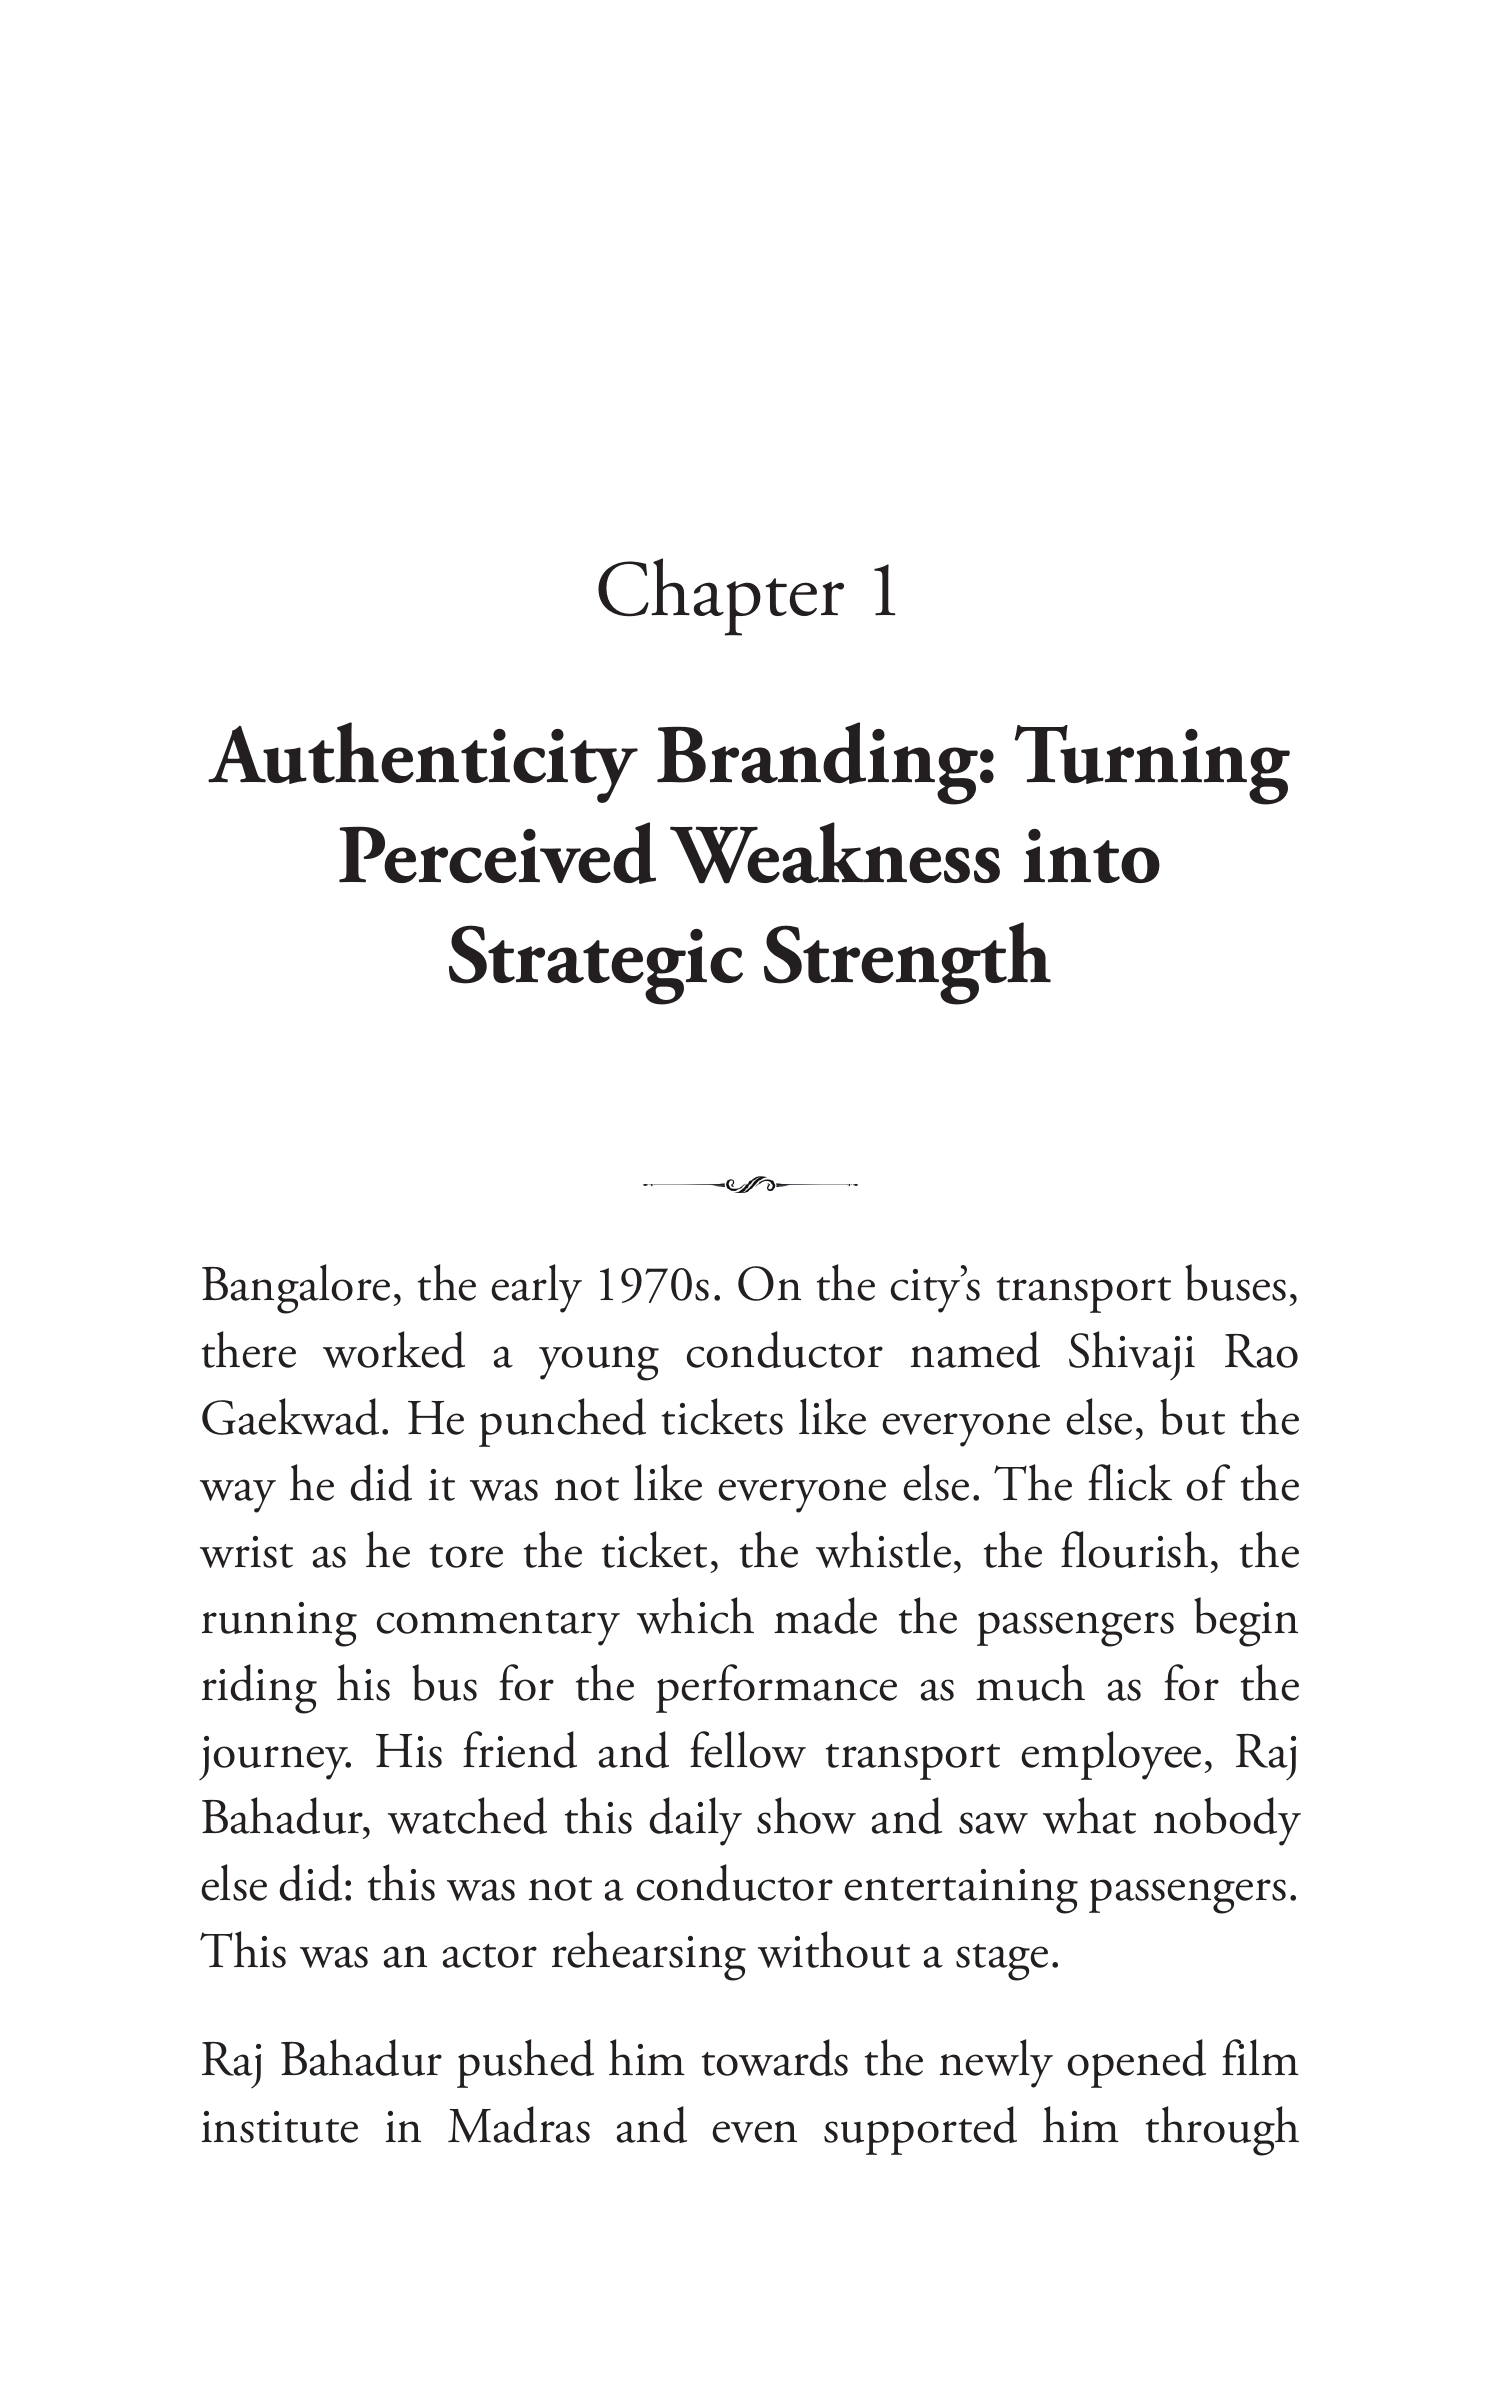 Chapter 1
Authenticity Branding: Turning
Perceived Weakness into
Strategic Strength
Bangalore, the early 1970s. On the city’s transport buses,
there worked a young conductor named Shivaji Rao
Gaekwad. He punched tickets like everyone else, but the
way he did it was not like everyone else. The flick of the
wrist as he tore the ticket, the whistle, the flourish, the
running commentary which made the passengers begin
riding his bus for the performance as much as for the
journey. His friend and fellow transport employee, Raj
Bahadur, watched this daily show and saw what nobody
else did: this was not a conductor entertaining passengers.
This was an actor rehearsing without a stage.
Raj Bahadur pushed him towards the newly opened film
institute in Madras and even supported him through